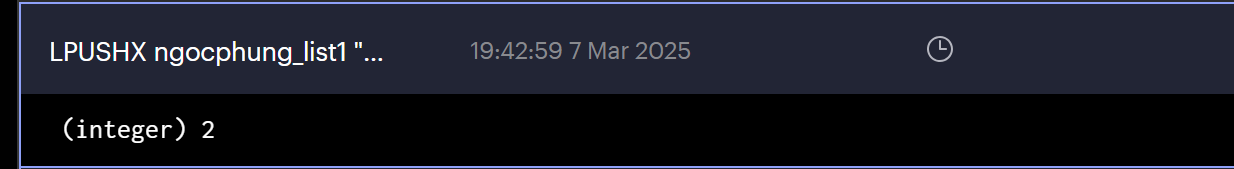 LPUSHX ngocphung_list1 "... 19:42:59 7 Mar 2025
(integer) 2